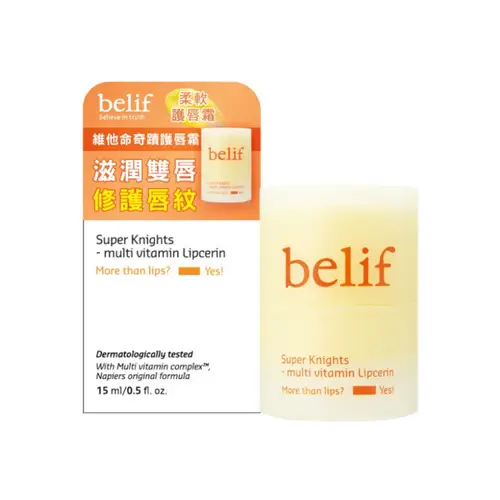 belif
believe in truth
柔軟
護唇霜
維他命奇蹟護唇霜
滋潤雙唇
修護唇紋
belif
Super Knights
- multi vitamin Lipcerin
More than lips? Yes!
Dermatologically tested
With Multi vitamin complex™,
Napiers original formula
15 ml/0.5 fl. oz.
belif
Super Knights
- multi vitamin Lipcerin
More than lips? Yes!